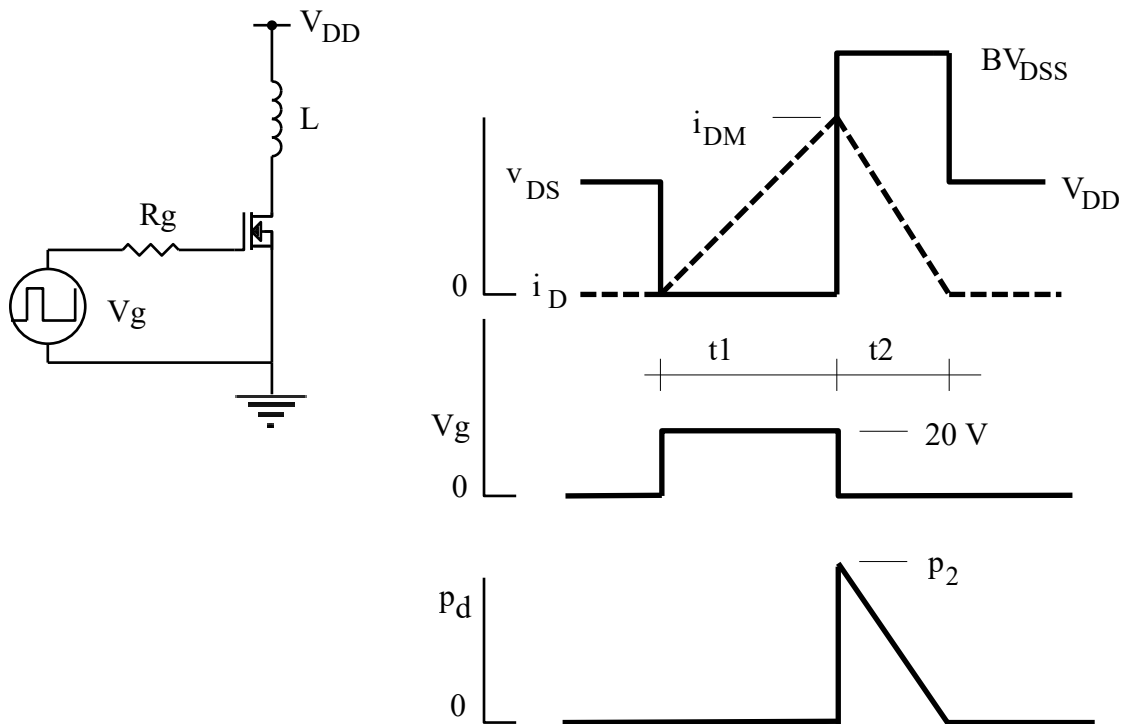 V_DD
L
Rg
Vg
BV_DSS
i_DM
v_DS
V_DD
0
i_D
t1
t2
Vg
20 V
0
p_2
p_d
0